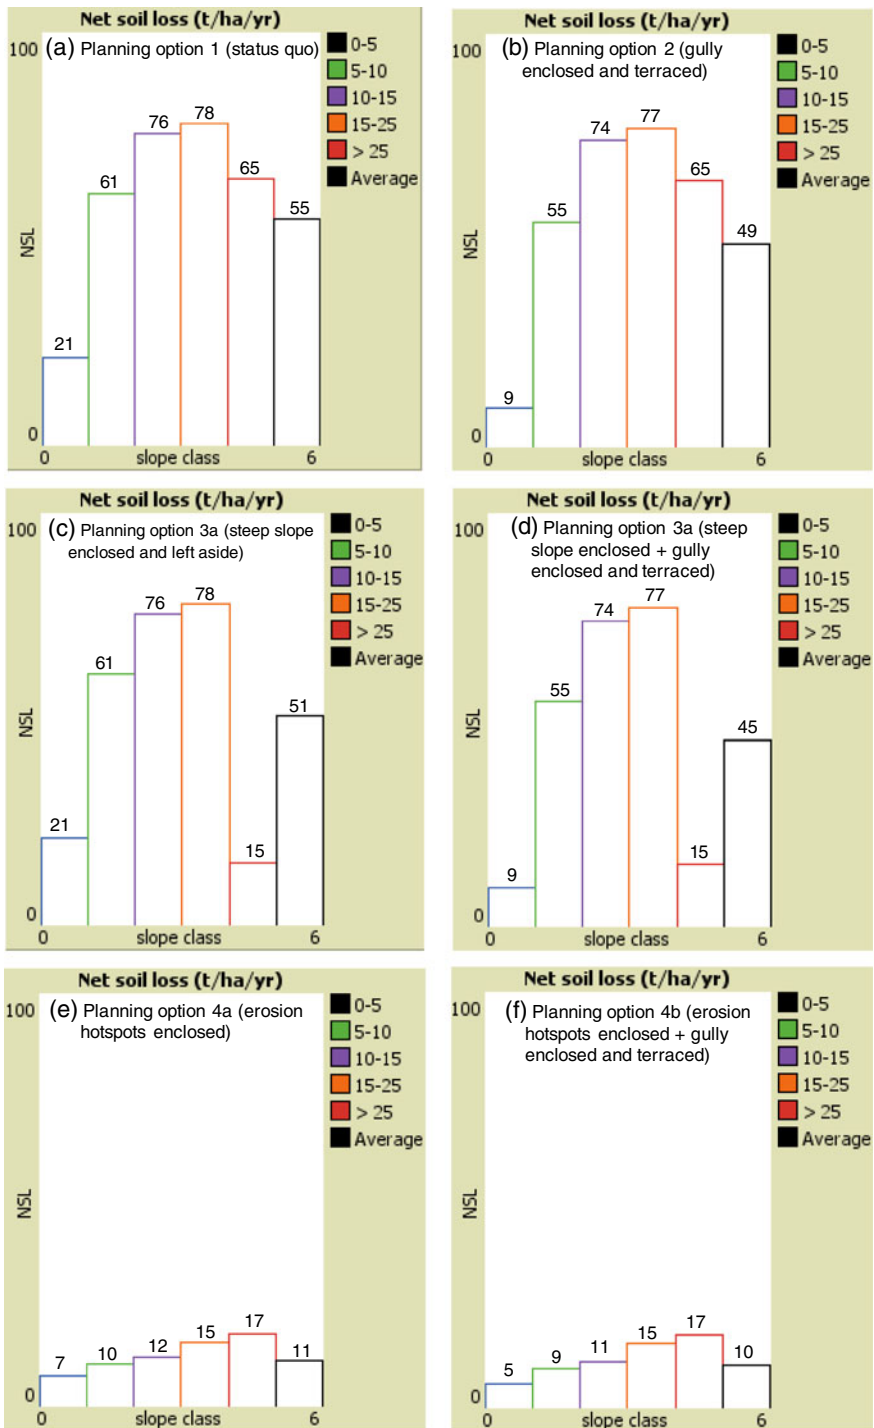 Net soil loss (t/ha/yr)
(a) Planning option 1 (status quo)
100
0-5
5-10
10-15
15-25
> 25
Average
78
76
65
61
55
21
NSL
0
0 slope class 6
Net soil loss (t/ha/yr)
(b) Planning option 2 (gully
enclosed and terraced)
100
0-5
5-10
10-15
15-25
> 25
Average
77
74
65
55
49
9
NSL
0
0 slope class 6
Net soil loss (t/ha/yr)
(c) Planning option 3a (steep slope
enclosed and left aside)
100
0-5
5-10
10-15
15-25
> 25
Average
78
76
61
51
21
15
NSL
0
0 slope class 6
Net soil loss (t/ha/yr)
(d) Planning option 3a (steep
slope enclosed + gully
enclosed and terraced)
100
0-5
5-10
10-15
15-25
> 25
Average
77
74
55
45
15
9
NSL
0
0 slope class 6
Net soil loss (t/ha/yr)
(e) Planning option 4a (erosion
hotspots enclosed)
100
0-5
5-10
10-15
15-25
> 25
Average
NSL
7 10 12 15 17 11
0
0 slope class 6
Net soil loss (t/ha/yr)
(f) Planning option 4b (erosion
hotspots enclosed + gully
enclosed and terraced)
100
0-5
5-10
10-15
15-25
> 25
Average
NSL
5 9 11 15 17 10
0
0 slope class 6